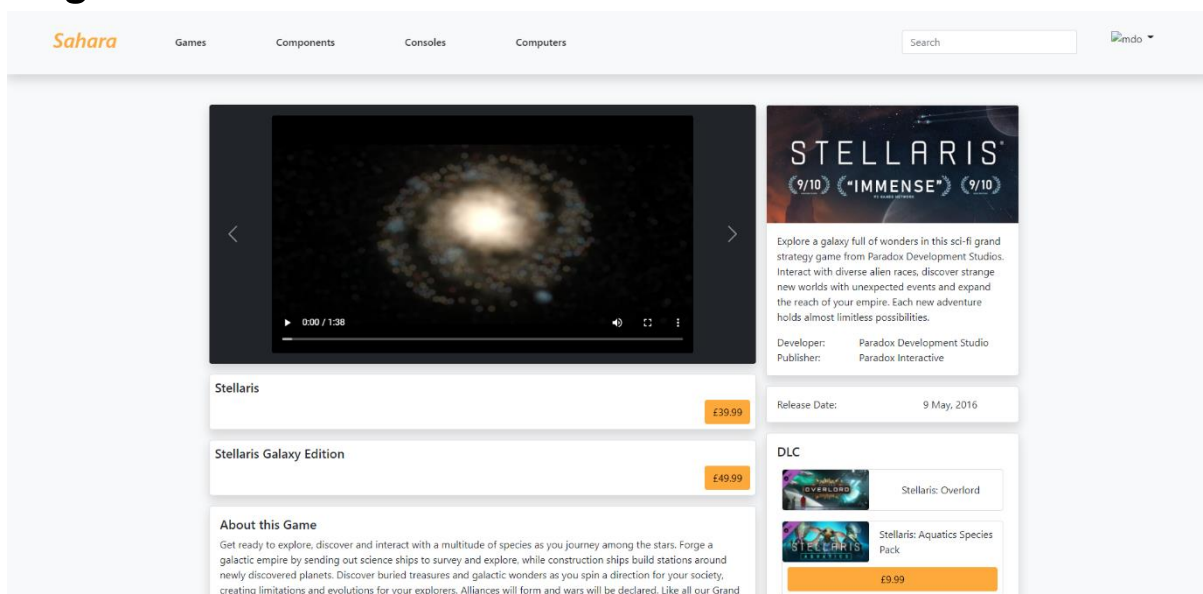 Sahara
Games
Components
Consoles
Computers
Search
mdo
STELLARIS
9/10 "IMMENSE" 9/10
Explore a galaxy full of wonders in this sci-fi grand
strategy game from Paradox Development Studios.
Interact with diverse alien races, discover strange
new worlds with unexpected events and expand
the reach of your empire. Each new adventure
holds almost limitless possibilities.
Developer: Paradox Development Studio
Publisher: Paradox Interactive
0:00 / 1:38
Stellaris
£39.99
Stellaris Galaxy Edition
£49.99
About this Game
Get ready to explore, discover and interact with a multitude of species as you journey among the stars. Forge a
galactic empire by sending out science ships to survey and explore, while construction ships build stations around
newly discovered planets. Discover buried treasures and galactic wonders as you spin a direction for your society,
creating limitations and evolutions for your explorers. Alliances will form and wars will be declared. Like all our Grand
Release Date: 9 May, 2016
DLC
OVERLORD
Stellaris: Overlord
STELLARIS
AQUATICS
Stellaris: Aquatics Species
Pack
£9.99